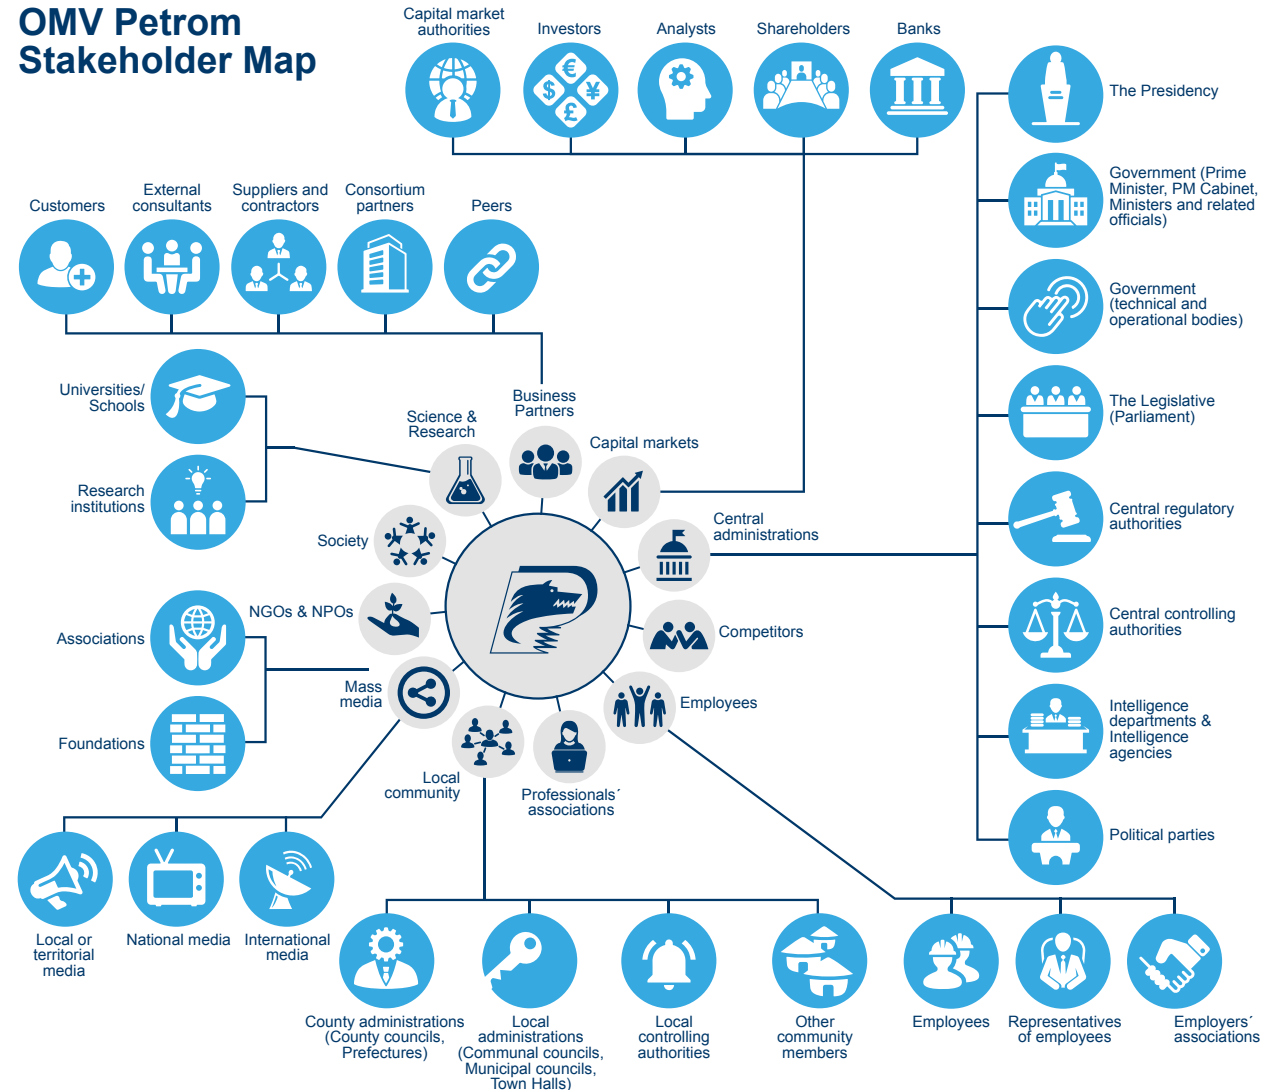 OMV Petrom
Stakeholder Map
Capital market
authorities
Investors
Analysts
Shareholders
Banks
€
$
¥
£
The Presidency
Government (Prime
Minister, PM Cabinet,
Ministers and related
officials)
Government
(technical and
operational bodies)
The Legislative
(Parliament)
Central regulatory
authorities
Central controlling
authorities
Intelligence
departments &
Intelligence
agencies
Political parties
Customers
External
consultants
Suppliers and
contractors
Consortium
partners
Peers
Universities/
Schools
Research
institutions
Associations
Foundations
Business
Partners
Science &
Research
Capital markets
Society
Central
administrations
NGOs & NPOs
Competitors
Mass
media
Employees
Local
community
Professionals´
associations
Local or
territorial
media
National media
International
media
County administrations
(County councils,
Prefectures)
Local
administrations
(Communal councils,
Municipal councils,
Town Halls)
Local
controlling
authorities
Other
community
members
Employees
Representatives
of employees
Employers´
associations